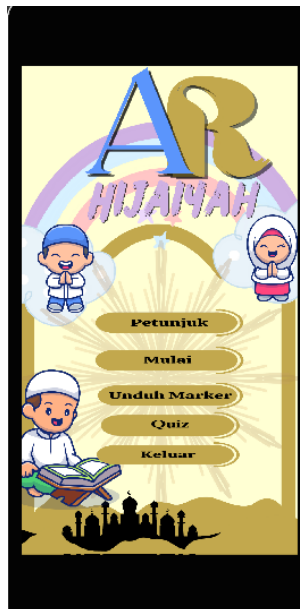 AR
HIJAIYAH
Petunjuk
Mulai
Unduh Marker
Quiz
Keluar